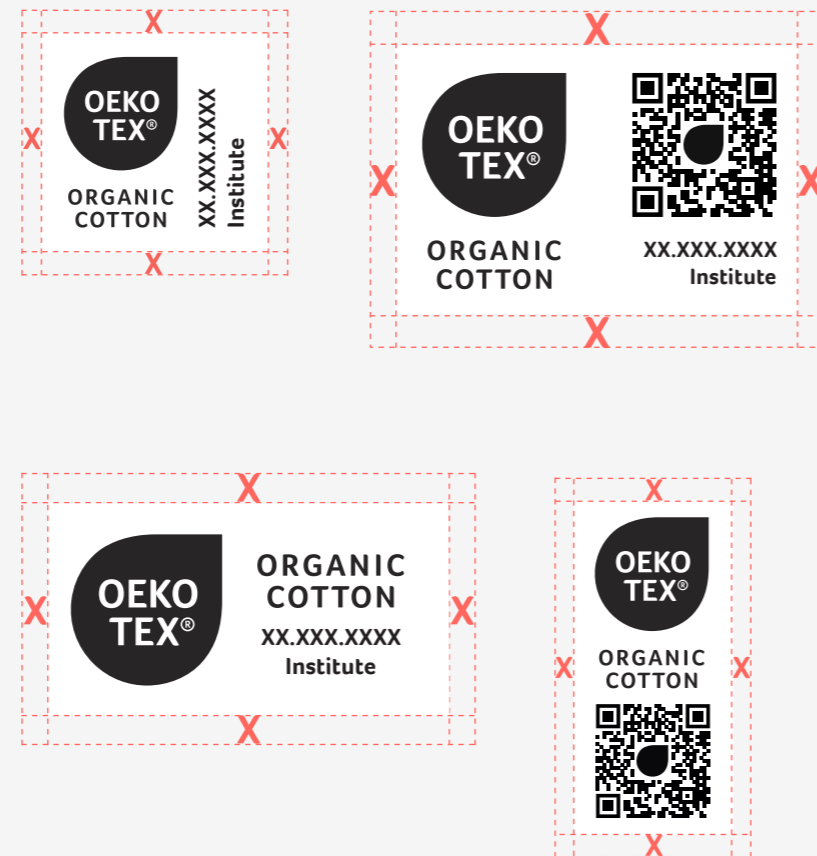 X
OEKO
TEX®
ORGANIC
COTTON
XX.XXX.XXXX
Institute
X
X
X
X
OEKO
TEX®
ORGANIC
COTTON
XX.XXX.XXXX
Institute
X
X
X
X
OEKO
TEX®
ORGANIC
COTTON
XX.XXX.XXXX
Institute
X
X
X
X
OEKO
TEX®
ORGANIC
COTTON
X
X
X